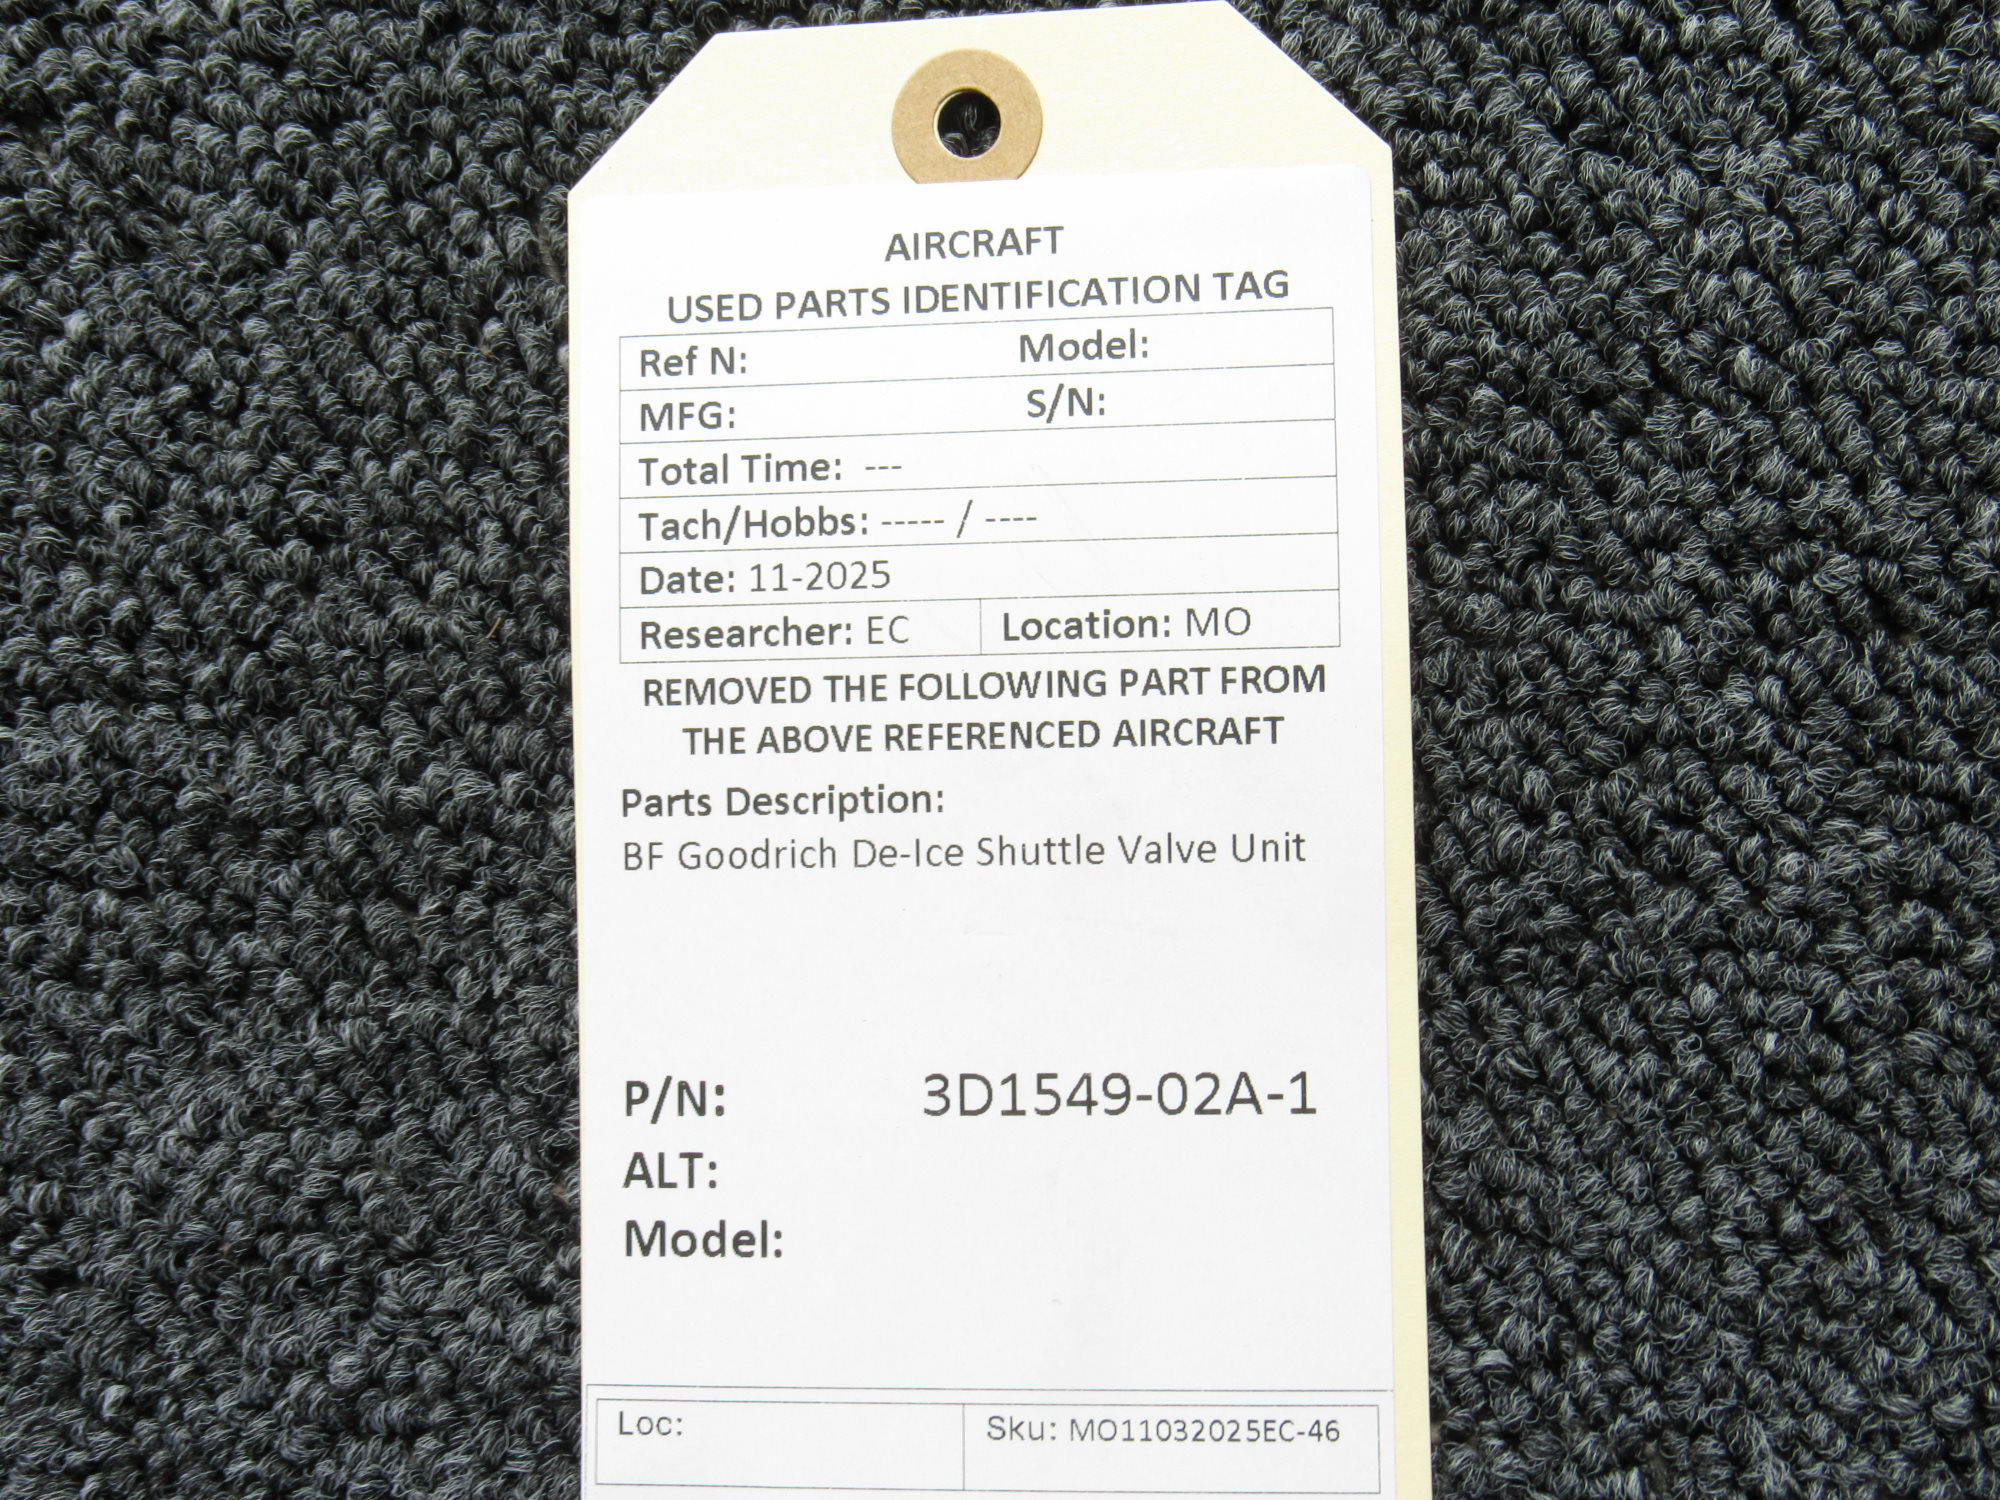 AIRCRAFT
USED PARTS IDENTIFICATION TAG
Ref N: Model:
MFG: S/N:
Total Time: ---
Tach/Hobbs: ----- / ----
Date: 11-2025
Researcher: EC Location: MO
REMOVED THE FOLLOWING PART FROM
THE ABOVE REFERENCED AIRCRAFT
Parts Description:
BF Goodrich De-Ice Shuttle Valve Unit
P/N: 3D1549-02A-1
ALT:
Model:
Loc: Sku: MO11032025EC-46